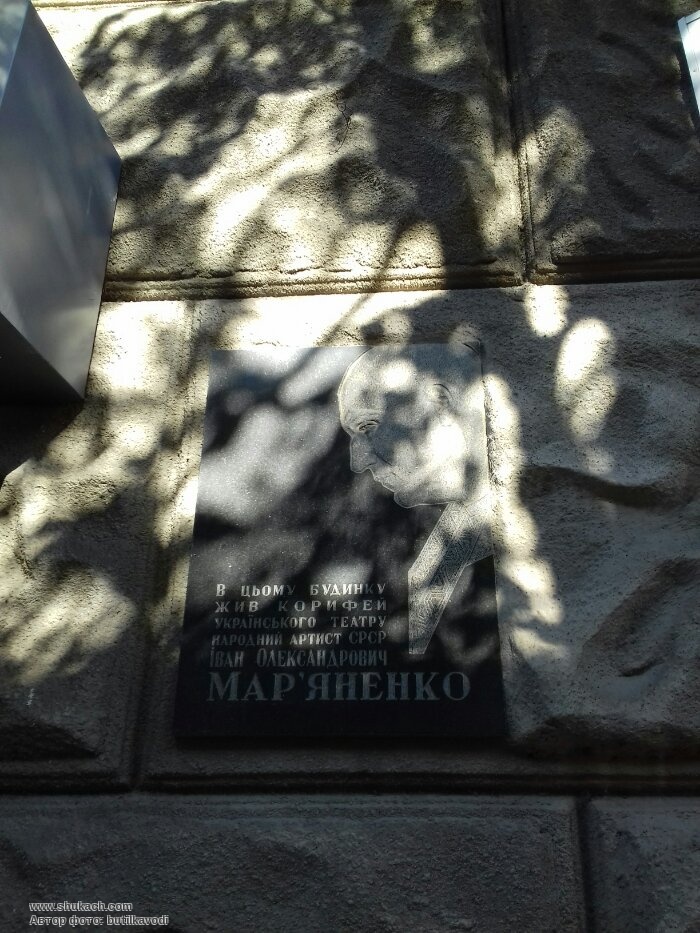 В ЦЬОМУ БУДИНКУ
ЖИВ КОРИФЕЙ
УКРАЇНСЬКОГО ТЕАТРУ
НАРОДНИЙ АРТИСТ СРСР
ІВАН ОЛЕКСАНДРОВИЧ
МАР'ЯНЕНКО
www.shukach.com
Автор фото: butilkavodi